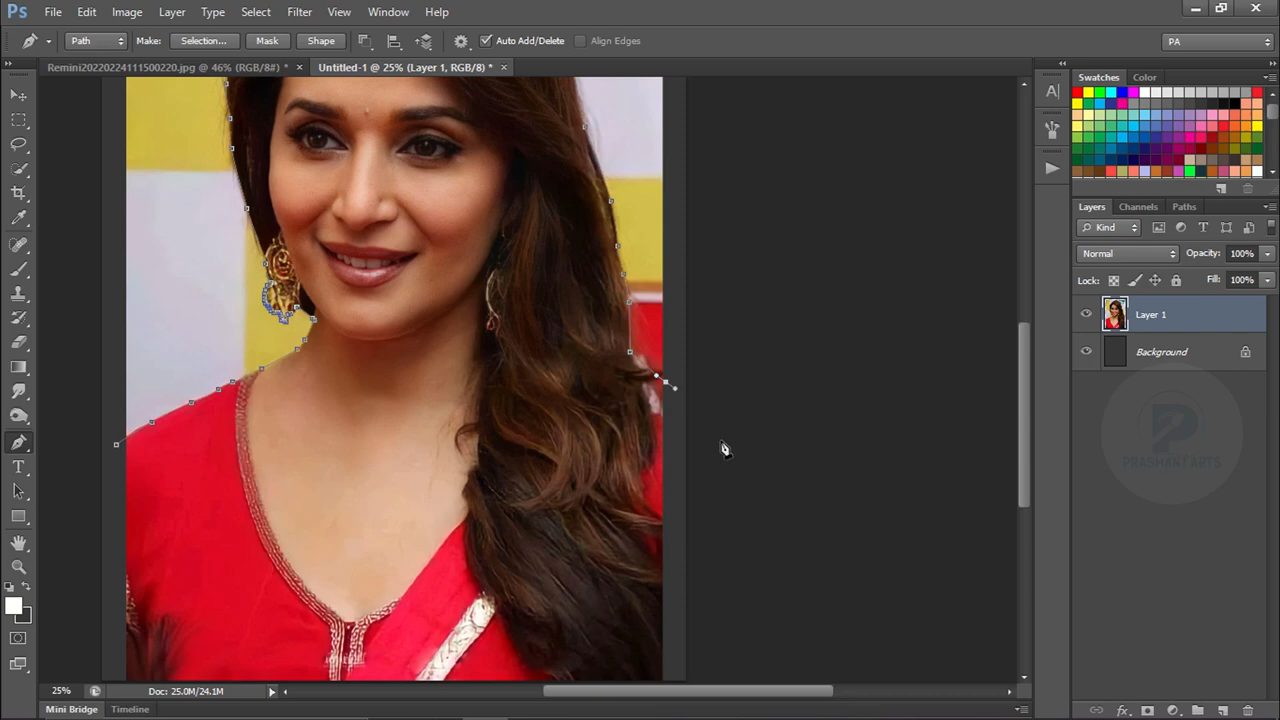 Ps File Edit Image Layer Type Select Filter View Window Help
Path Make: Selection... Mask Shape Auto Add/Delete Align Edges PA
Remini20220224111500220.jpg @ 46% (RGB/8#) * × Untitled-1 @ 25% (Layer 1, RGB/8) * ×
Swatches Color
Layers Channels Paths
Kind
Normal Opacity: 100%
Lock: Fill: 100%
Layer 1
Background
PRASHANT ARTS
25% Doc: 25.0M/24.1M
Mini Bridge Timeline